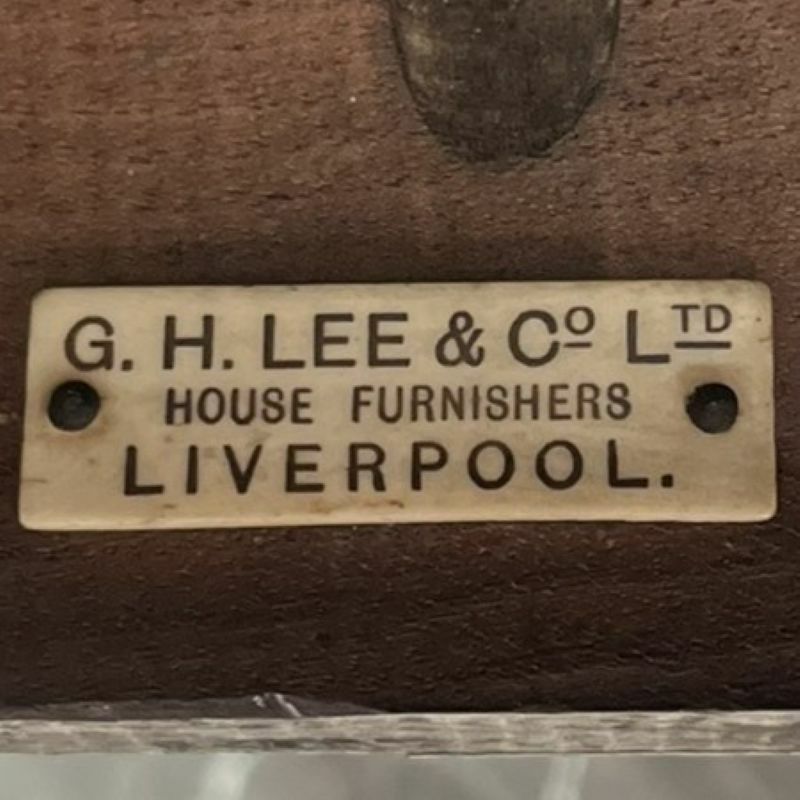 G. H. LEE & Cº LTD
HOUSE FURNISHERS
LIVERPOOL.